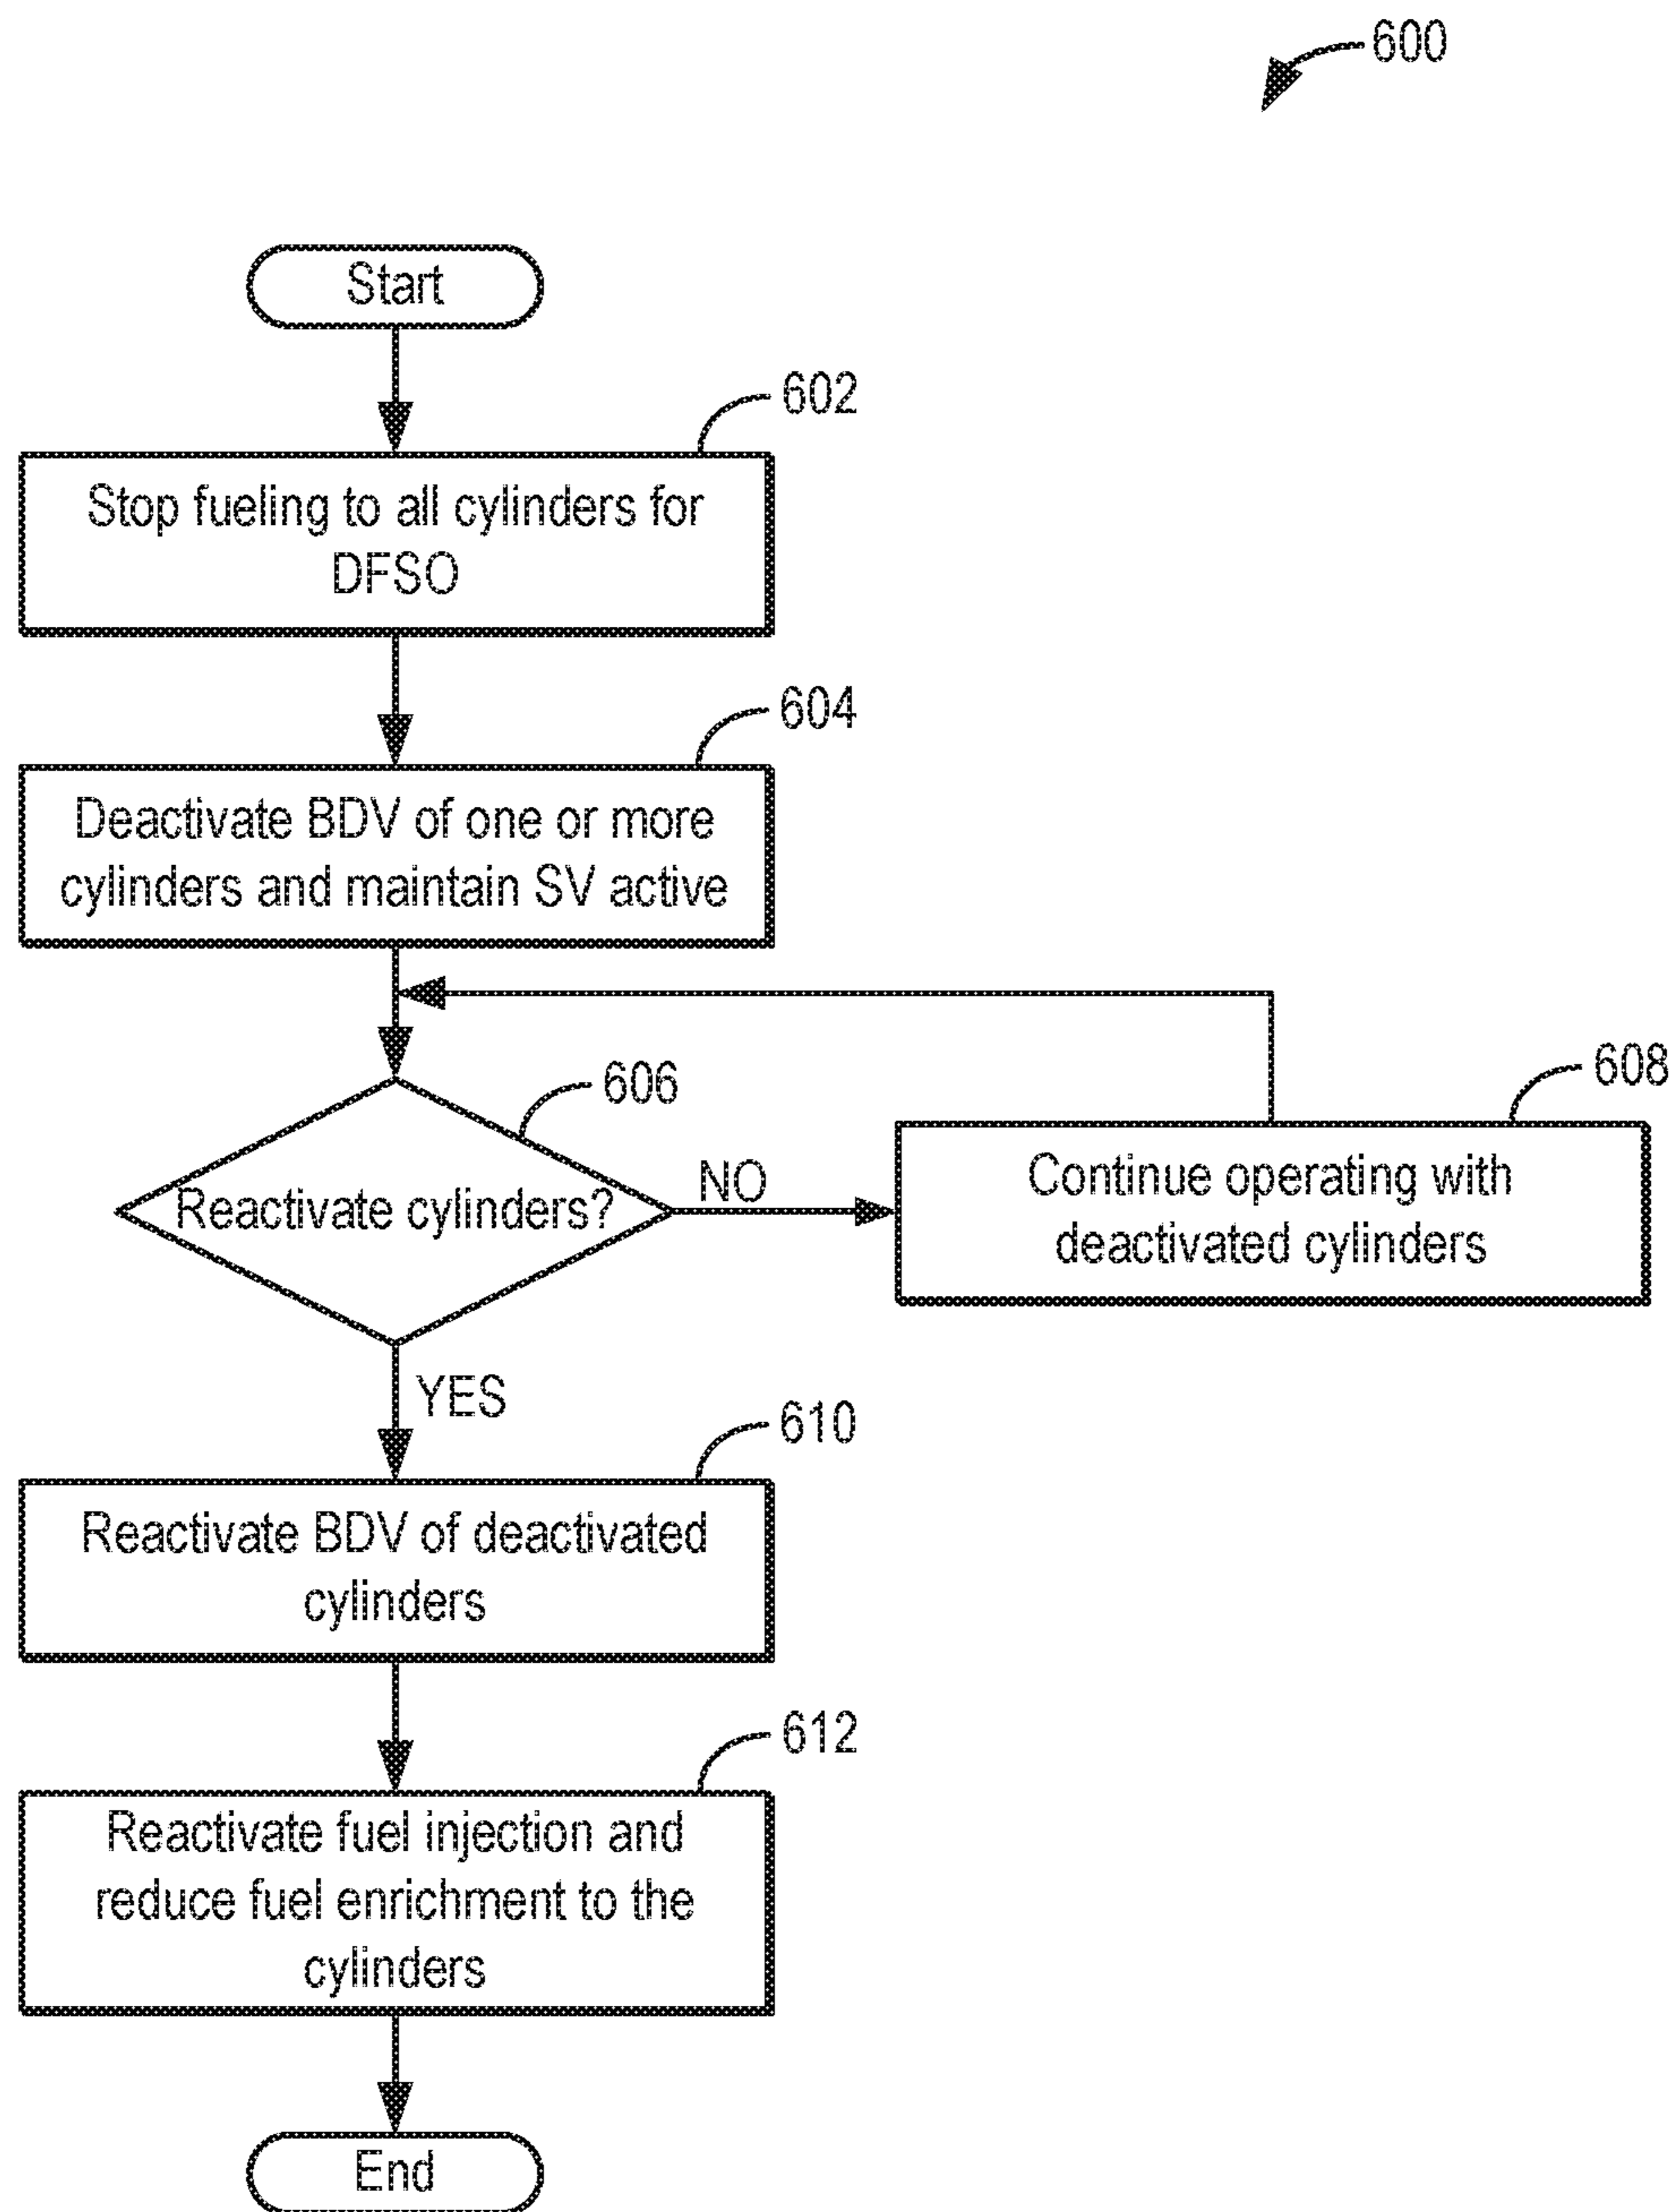 600
Start
602
Stop fueling to all cylinders for
DFSO
604
Deactivate BDV of one or more
cylinders and maintain SV active
606
Reactivate cylinders?
NO
608
Continue operating with
deactivated cylinders
YES
610
Reactivate BDV of deactivated
cylinders
612
Reactivate fuel injection and
reduce fuel enrichment to the
cylinders
End